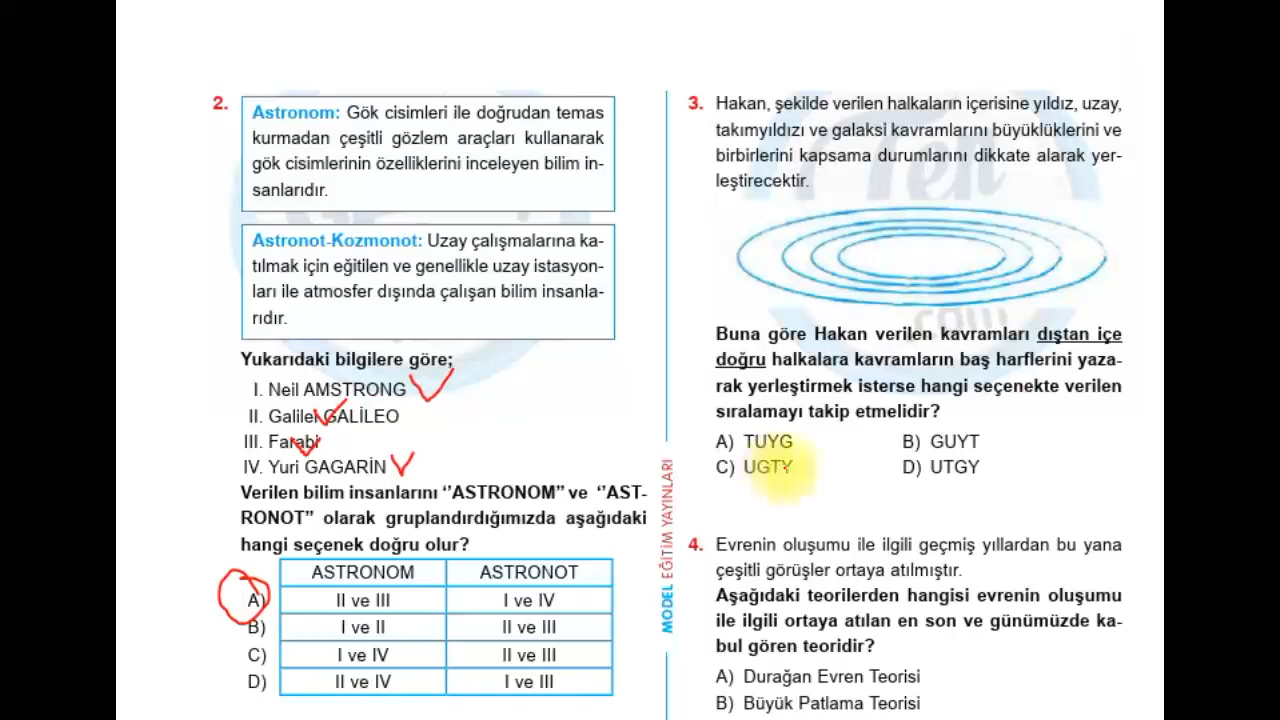 2.
Astronom: Gök cisimleri ile doğrudan temas
kurmadan çeşitli gözlem araçları kullanarak
gök cisimlerinin özelliklerini inceleyen bilim in-
sanlarıdır.
Astronot-Kozmonot: Uzay çalışmalarına ka-
tılmak için eğitilen ve genellikle uzay istasyon-
ları ile atmosfer dışında çalışan bilim insanla-
rıdır.
Yukarıdaki bilgilere göre;
I. Neil AMSTRONG
II. Galilei GALİLEO
III. Farabi
IV. Yuri GAGARİN
Verilen bilim insanlarını ‘’ASTRONOM’’ ve ‘’AST-
RONOT’’ olarak gruplandırdığımızda aşağıdaki
hangi seçenek doğru olur?
ASTRONOM ASTRONOT
A) II ve III I ve IV
B) I ve II II ve III
C) I ve IV II ve III
D) II ve IV I ve III
MODEL EĞİTİM YAYINLARI
3. Hakan, şekilde verilen halkaların içerisine yıldız, uzay,
takımyıldızı ve galaksi kavramlarını büyüklüklerini ve
birbirlerini kapsama durumlarını dikkate alarak yer-
leştirecektir.
Buna göre Hakan verilen kavramları dıştan içe
doğru halkalara kavramların baş harflerini yaza-
rak yerleştirmek isterse hangi seçenekte verilen
sıralamayı takip etmelidir?
A) TUYG B) GUYT
C) UGTY D) UTGY
4. Evrenin oluşumu ile ilgili geçmiş yıllardan bu yana
çeşitli görüşler ortaya atılmıştır.
Aşağıdaki teorilerden hangisi evrenin oluşumu
ile ilgili ortaya atılan en son ve günümüzde ka-
bul gören teoridir?
A) Durağan Evren Teorisi
B) Büyük Patlama Teorisi